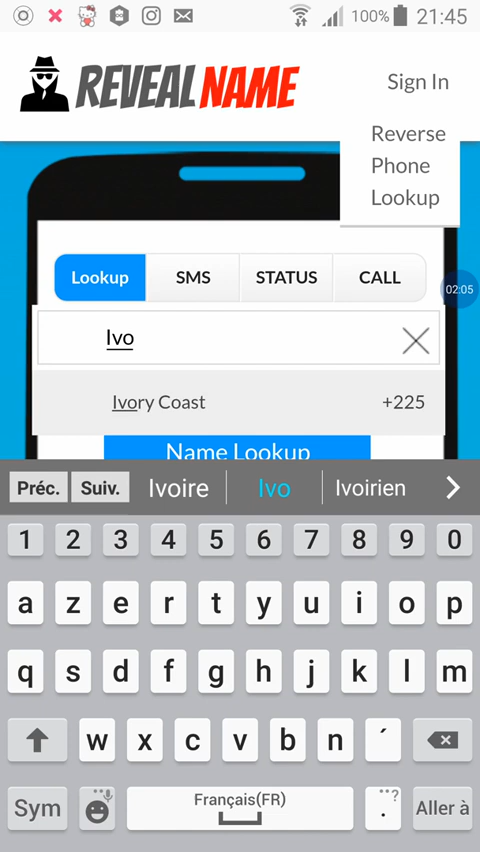 100% 21:45
REVEALNAME
Sign In
Reverse
Phone
Lookup
Lookup SMS STATUS CALL
02:05
Ivo
Ivory Coast +225
Name Lookup
Préc. Suiv. Ivoire Ivo Ivoirien
1 2 3 4 5 6 7 8 9 0
a z e r t y u i o p
q s d f g h j k l m
w x c v b n ´
Sym Français(FR) . ? Aller à